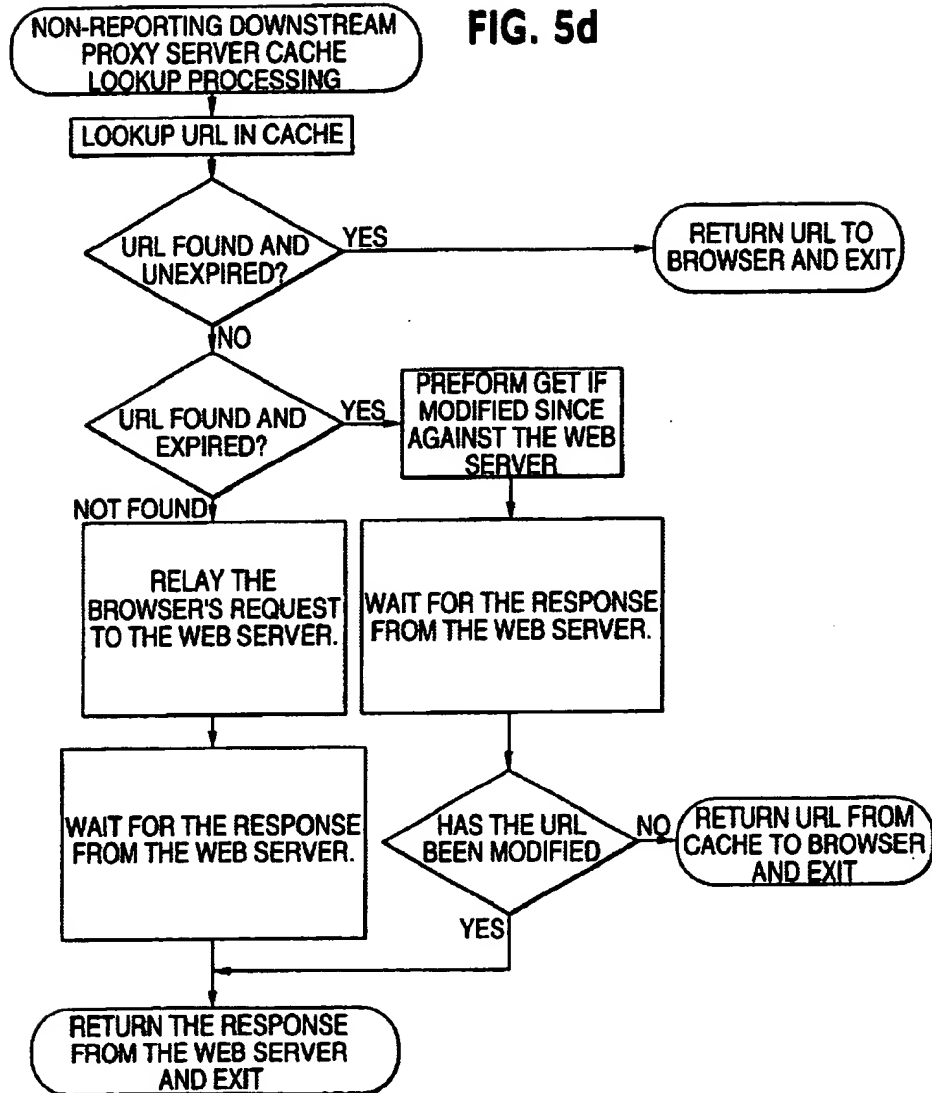 FIG. 5d
NON-REPORTING DOWNSTREAM
PROXY SERVER CACHE
LOOKUP PROCESSING
LOOKUP URL IN CACHE
URL FOUND AND
UNEXPIRED?
YES
RETURN URL TO
BROWSER AND EXIT
NO
URL FOUND AND
EXPIRED?
YES
PREFORM GET IF
MODIFIED SINCE
AGAINST THE WEB
SERVER
NOT FOUND
RELAY THE
BROWSER'S REQUEST
TO THE WEB SERVER.
WAIT FOR THE RESPONSE
FROM THE WEB SERVER.
WAIT FOR THE RESPONSE
FROM THE WEB SERVER.
HAS THE URL
BEEN MODIFIED
NO
RETURN URL FROM
CACHE TO BROWSER
AND EXIT
YES
RETURN THE RESPONSE
FROM THE WEB SERVER
AND EXIT